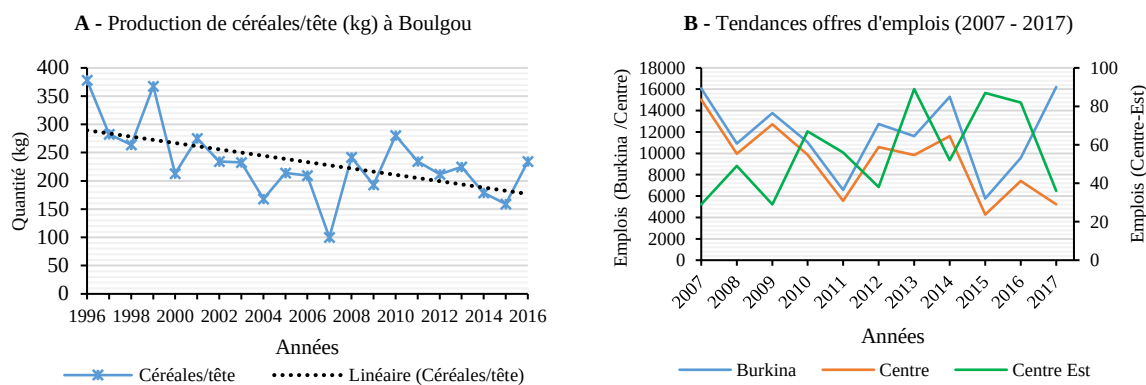 A - Production de céréales/tête (kg) à Boulgou
Quantité (kg)
400
350
300
250
200
150
100
50
0
1996 1998 2000 2002 2004 2006 2008 2010 2012 2014 2016
Années
Céréales/tête
Linéaire (Céréales/tête)
B - Tendances offres d'emplois (2007 - 2017)
Emplois (Burkina /Centre)
18000
16000
14000
12000
10000
8000
6000
4000
2000
0
100
80
60
40
20
0
Emplois (Centre-Est)
2007 2008 2009 2010 2011 2012 2013 2014 2015 2016 2017
Années
Burkina
Centre
Centre Est